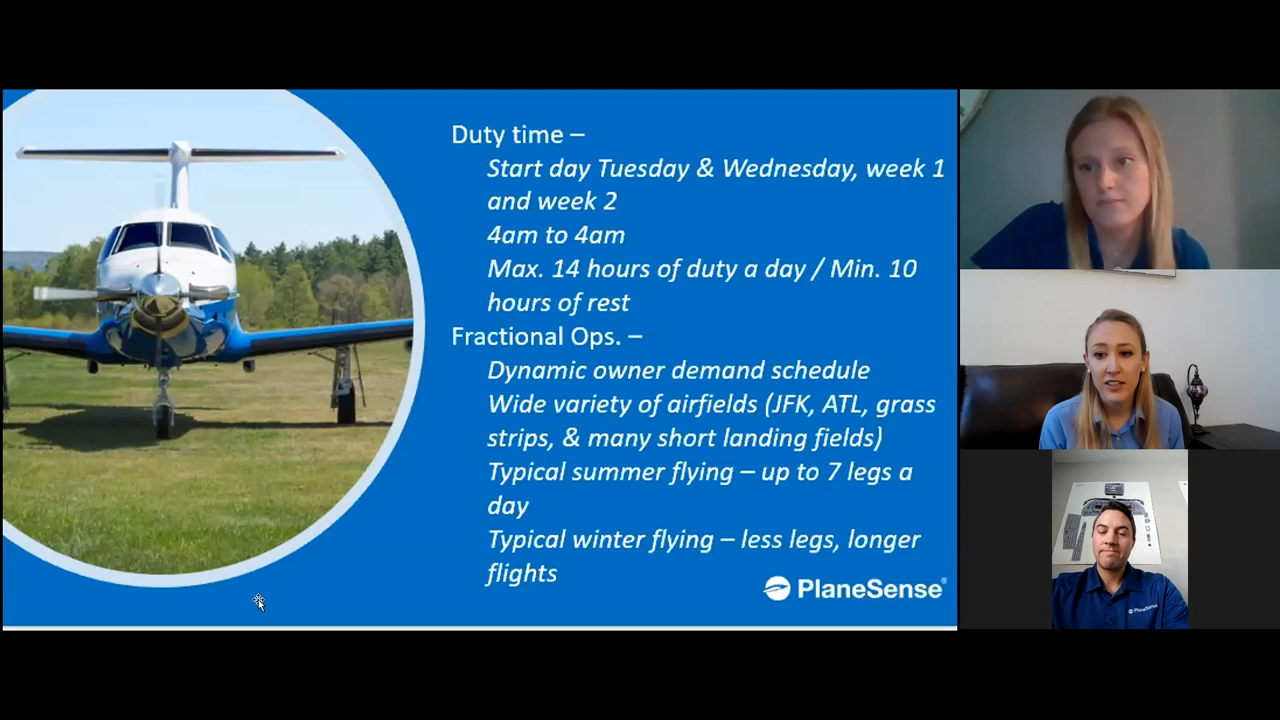 Duty time –
Start day Tuesday & Wednesday, week 1
and week 2
4am to 4am
Max. 14 hours of duty a day / Min. 10
hours of rest
Fractional Ops. –
Dynamic owner demand schedule
Wide variety of airfields (JFK, ATL, grass
strips, & many short landing fields)
Typical summer flying – up to 7 legs a
day
Typical winter flying – less legs, longer
flights
PlaneSense®
PlaneSense